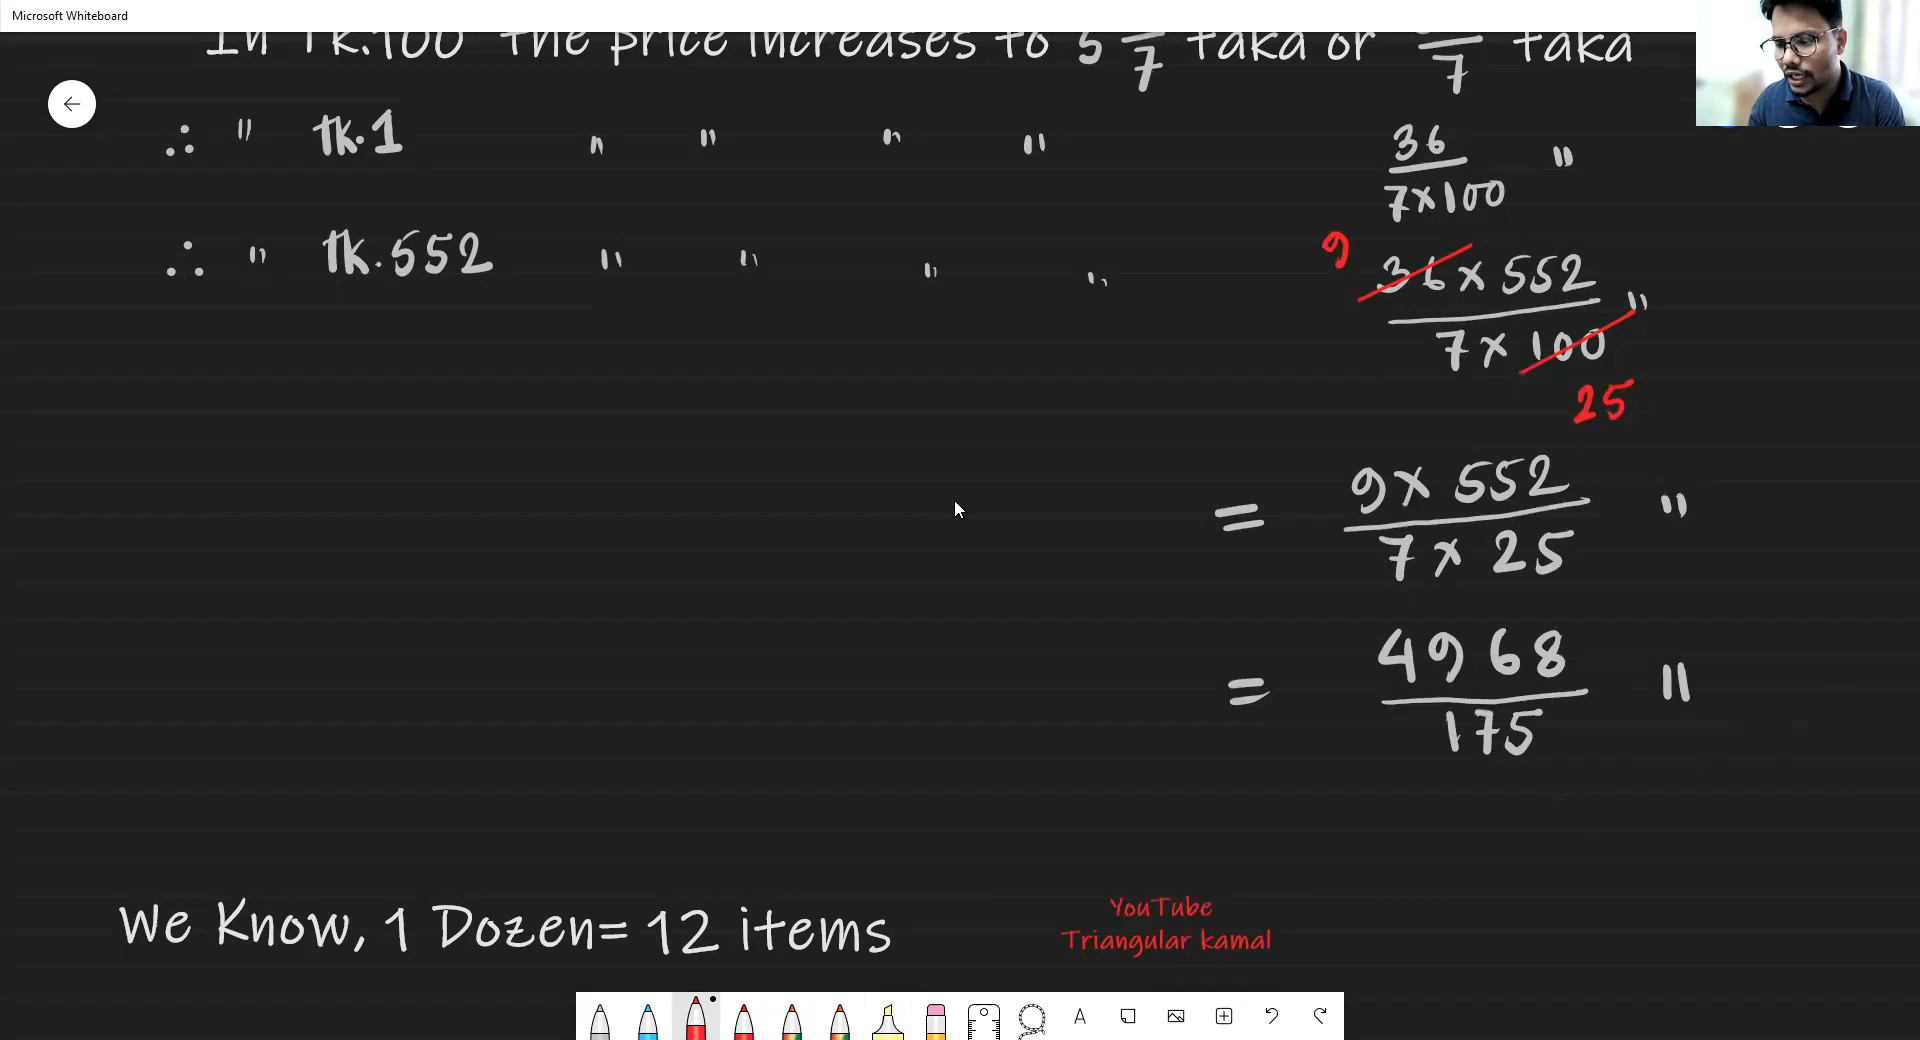 Microsoft Whiteboard
In Tk.100 the price increases to 5 /7 taka or /7 taka
∴ " tk.1 " " " " 36/7×100 "
∴ " tk.552 " " " " 9 36×552/7×100 " 25
= 9×552/7×25 "
= 4968/175 "
We Know, 1 Dozen= 12 items
YouTube
Triangular kamal
A